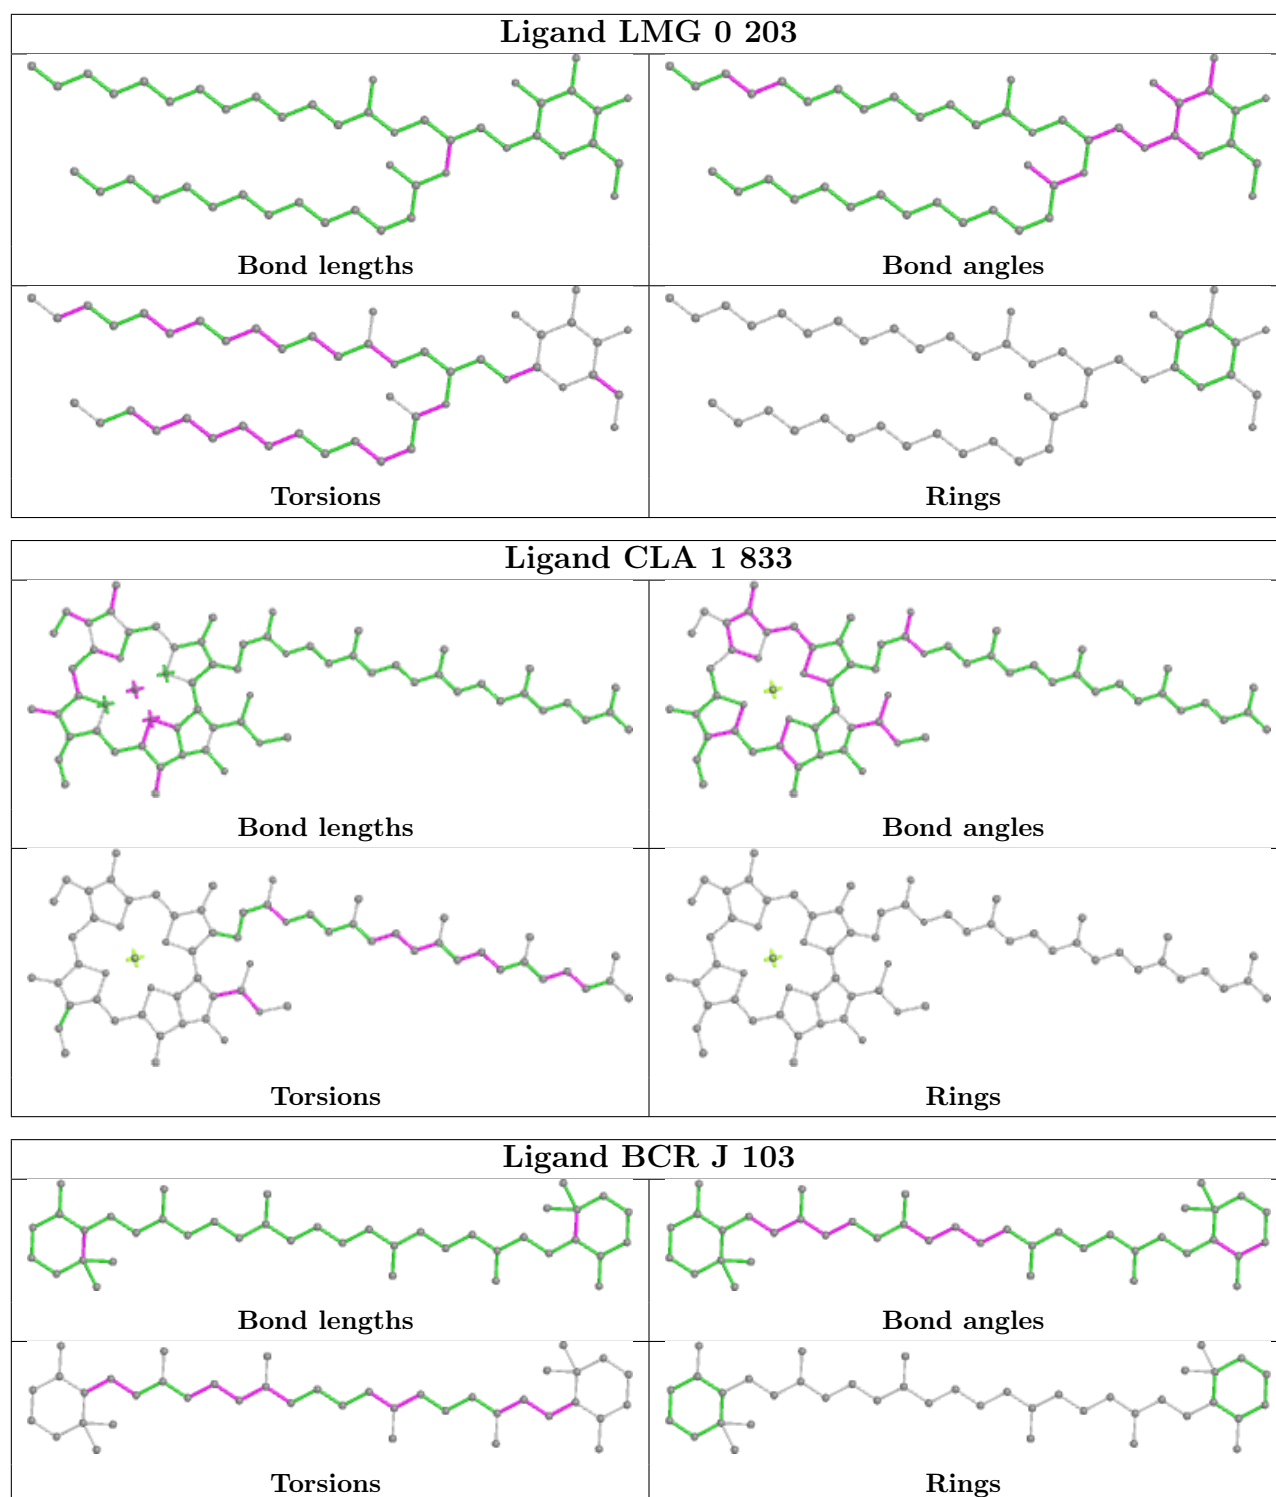 Ligand LMG 0 203
Bond lengths
Bond angles
Torsions
Rings
Ligand CLA 1 833
Bond lengths
Bond angles
Torsions
Rings
Ligand BCR J 103
Bond lengths
Bond angles
Torsions
Rings